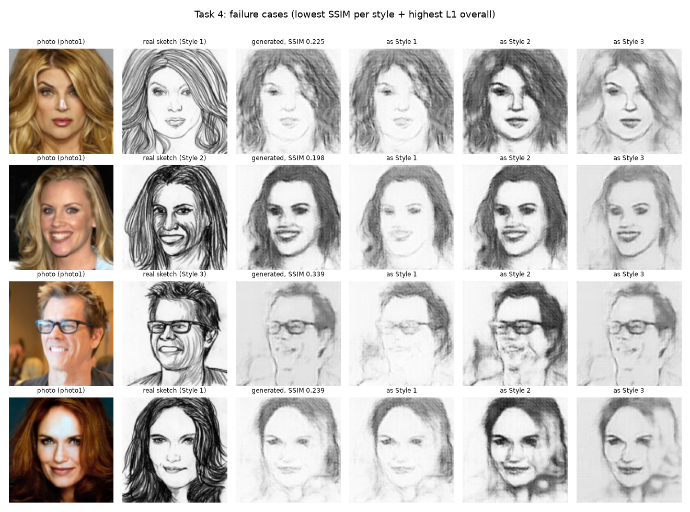 Task 4: failure cases (lowest SSIM per style + highest L1 overall)
photo (photo1) real sketch (Style 1) generated, SSIM 0.225 as Style 1 as Style 2 as Style 3
photo (photo1) real sketch (Style 2) generated, SSIM 0.198 as Style 1 as Style 2 as Style 3
photo (photo1) real sketch (Style 3) generated, SSIM 0.339 as Style 1 as Style 2 as Style 3
photo (photo1) real sketch (Style 1) generated, SSIM 0.239 as Style 1 as Style 2 as Style 3